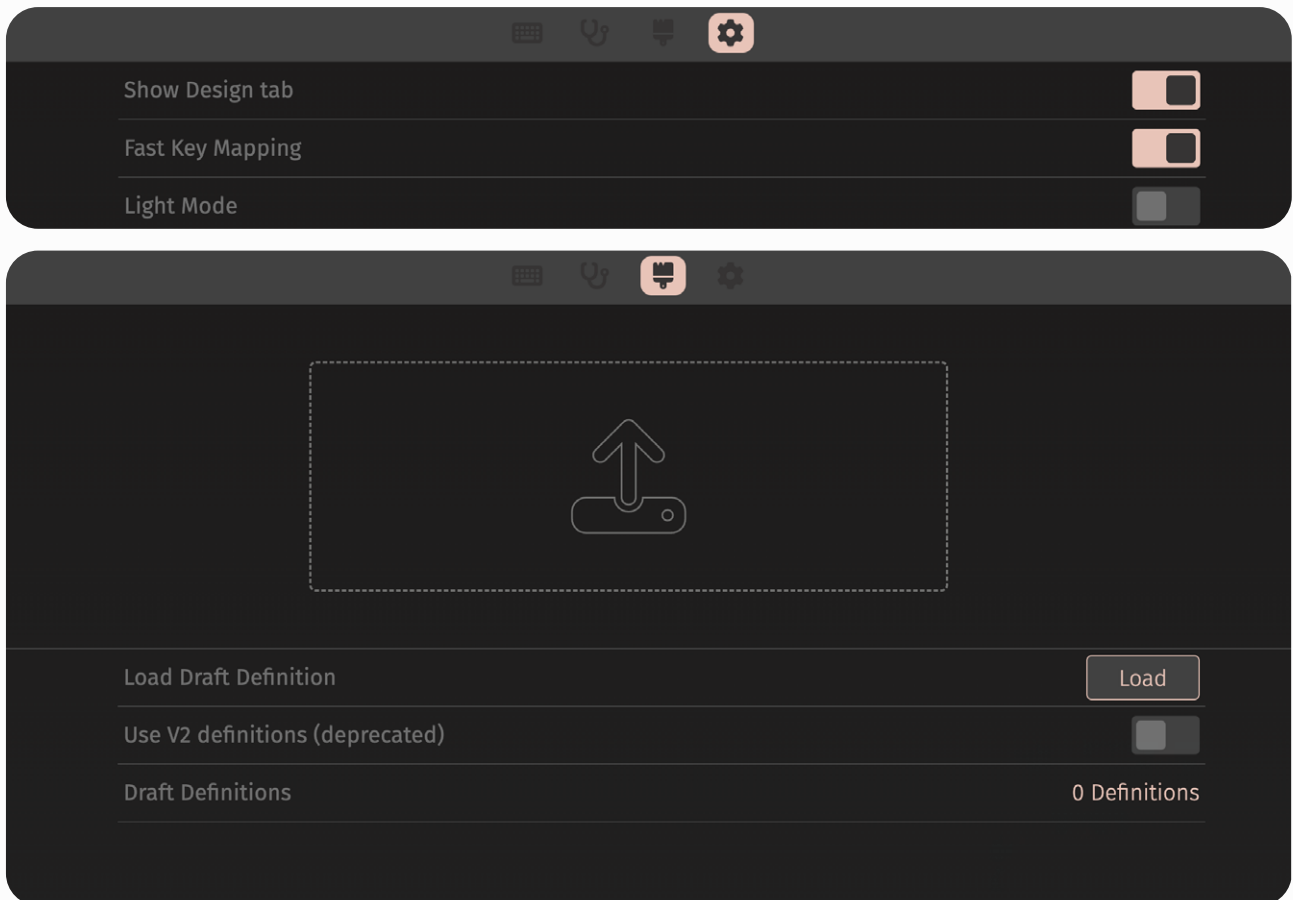 Show Design tab
Fast Key Mapping
Light Mode
Load Draft Definition
Load
Use V2 definitions (deprecated)
Draft Definitions
0 Definitions